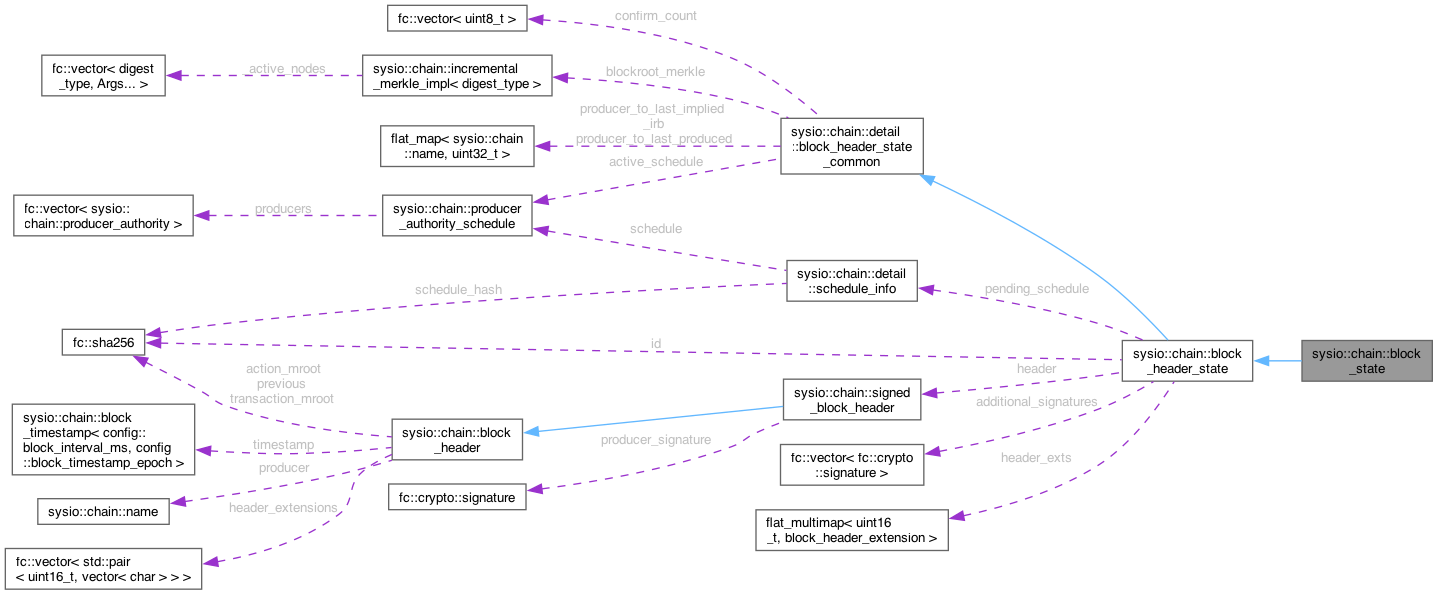 fc::vector< uint8_t >
confirm_count
fc::vector< digest
_type, Args... >
active_nodes
sysio::chain::incremental
_merkle_impl< digest_type >
blockroot_merkle
producer_to_last_implied
_irb
producer_to_last_produced
flat_map< sysio::chain
::name, uint32_t >
sysio::chain::detail
::block_header_state
_common
active_schedule
fc::vector< sysio::
chain::producer_authority >
producers
sysio::chain::producer
_authority_schedule
schedule
sysio::chain::detail
::schedule_info
schedule_hash
pending_schedule
fc::sha256
id
sysio::chain::block
_header_state
sysio::chain::block
_state
action_mroot
previous
transaction_mroot
header
sysio::chain::signed
_block_header
additional_signatures
sysio::chain::block
_timestamp< config::
block_interval_ms, config
::block_timestamp_epoch >
timestamp
sysio::chain::block
_header
producer_signature
fc::vector< fc::crypto
::signature >
header_exts
producer
sysio::chain::name
header_extensions
fc::crypto::signature
flat_multimap< uint16
_t, block_header_extension >
fc::vector< std::pair
< uint16_t, vector< char > > >